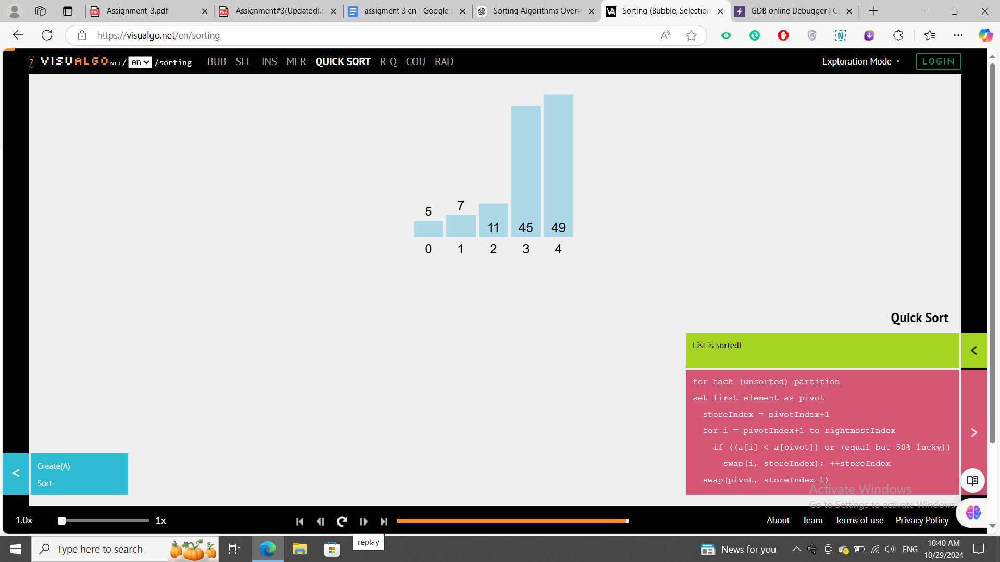 Assignment-3.pdf
Assignment#3(Updated).p
assigment 3 cn - Google D
Sorting Algorithms Overvi
Sorting (Bubble, Selection
GDB online Debugger | Co
https://visualgo.net/en/sorting
7 VISUALGO.NET / en /sorting
BUB SEL INS MER QUICK SORT R-Q COU RAD
Exploration Mode
LOGIN
5 7 11 45 49
0 1 2 3 4
Quick Sort
List is sorted!
for each (unsorted) partition
set first element as pivot
storeIndex = pivotIndex+1
for i = pivotIndex+1 to rightmostIndex
if ((a[i] < a[pivot]) or (equal but 50% lucky))
swap(i, storeIndex); ++storeIndex
swap(pivot, storeIndex-1)
Create(A)
Sort
Activate Windows
Go to Settings to activate Windows.
1.0x 1x
About Team Terms of use Privacy Policy
replay
Type here to search
News for you
ENG
10:40 AM
10/29/2024